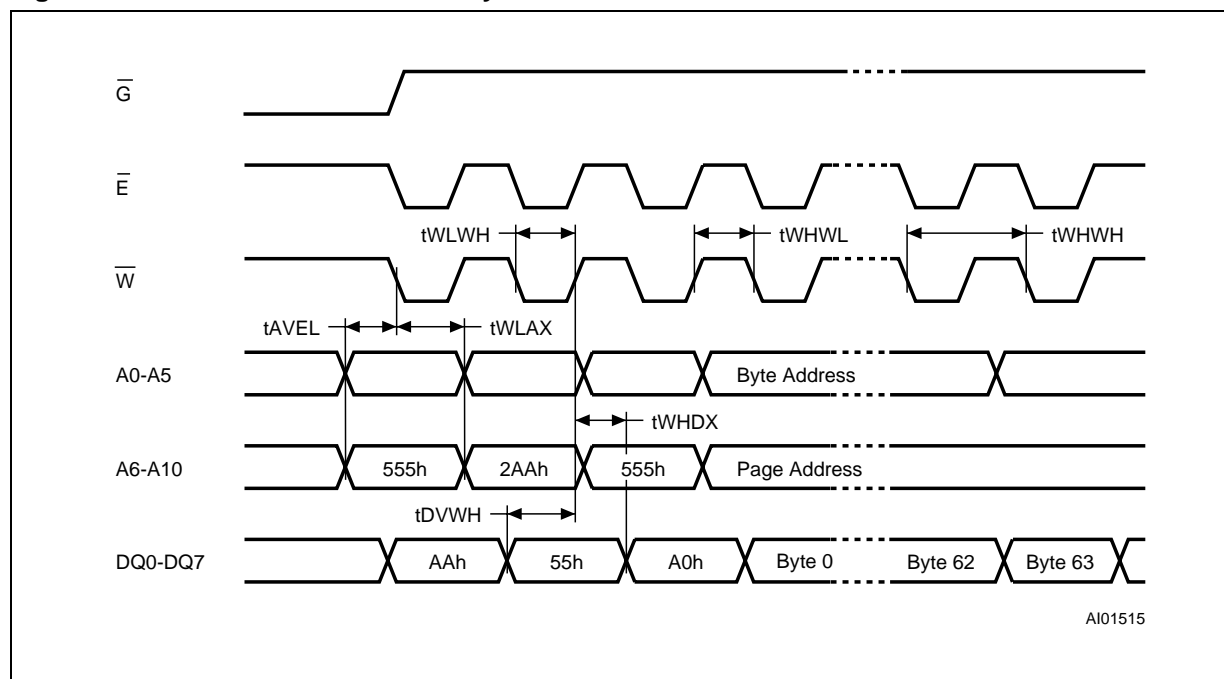 G
E
tWLWH
tWHWL
tWHWH
W
tAVEL
tWLAX
A0-A5
Byte Address
tWHDX
A6-A10
555h
2AAh
555h
Page Address
tDVWH
DQ0-DQ7
AAh
55h
A0h
Byte 0
Byte 62
Byte 63
AI01515